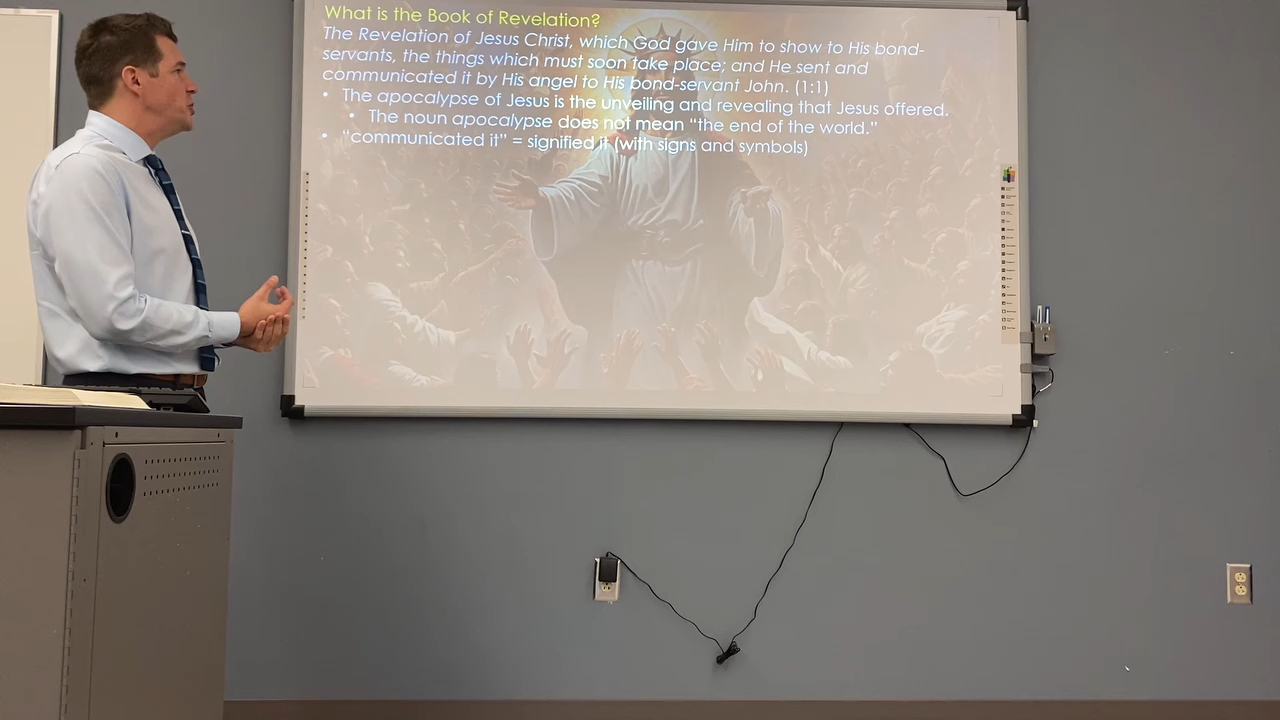 What is the Book of Revelation?
The Revelation of Jesus Christ, which God gave Him to show to His bond-
servants, the things which must soon take place; and He sent and
communicated it by His angel to His bond-servant John. (1:1)
• The apocalypse of Jesus is the unveiling and revealing that Jesus offered.
• The noun apocalypse does not mean “the end of the world.”
• “communicated it” = signified it (with signs and symbols)